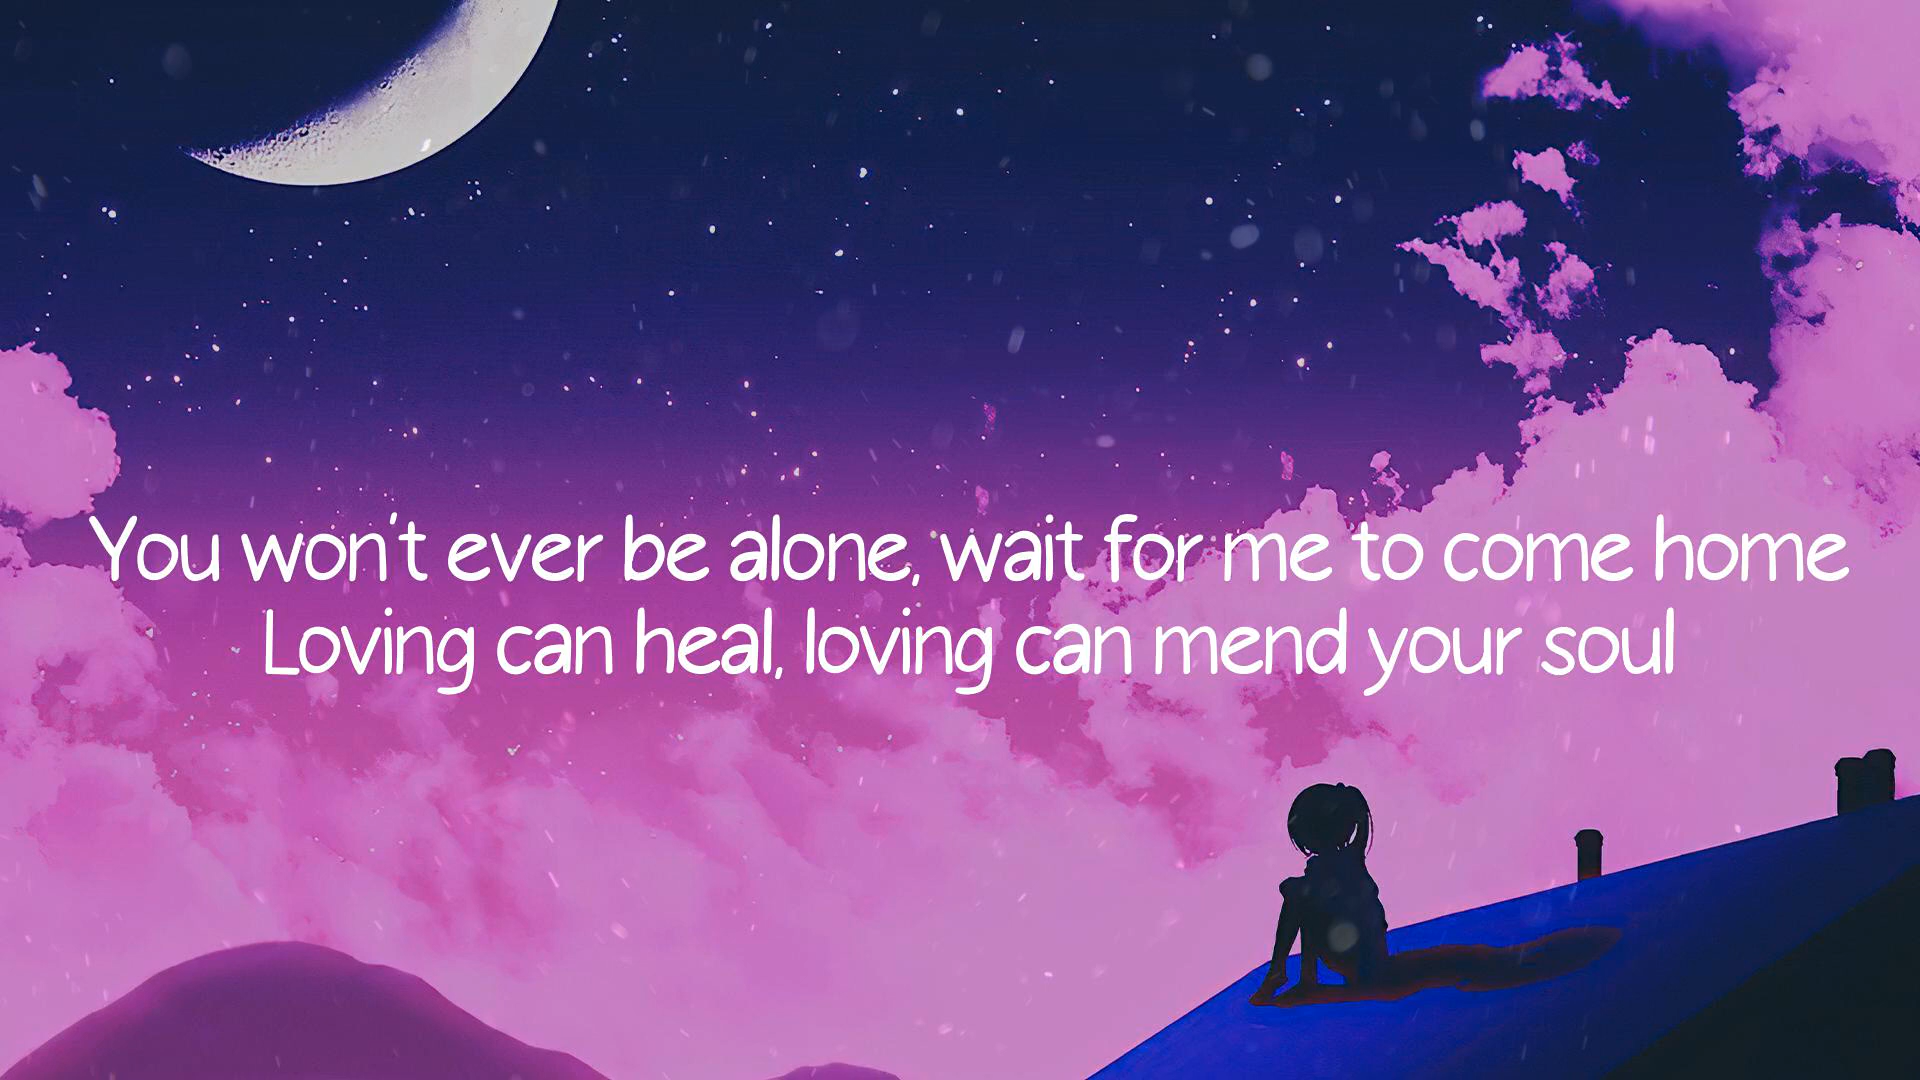 You won't ever be alone, wait for me to come home
Loving can heal, loving can mend your soul